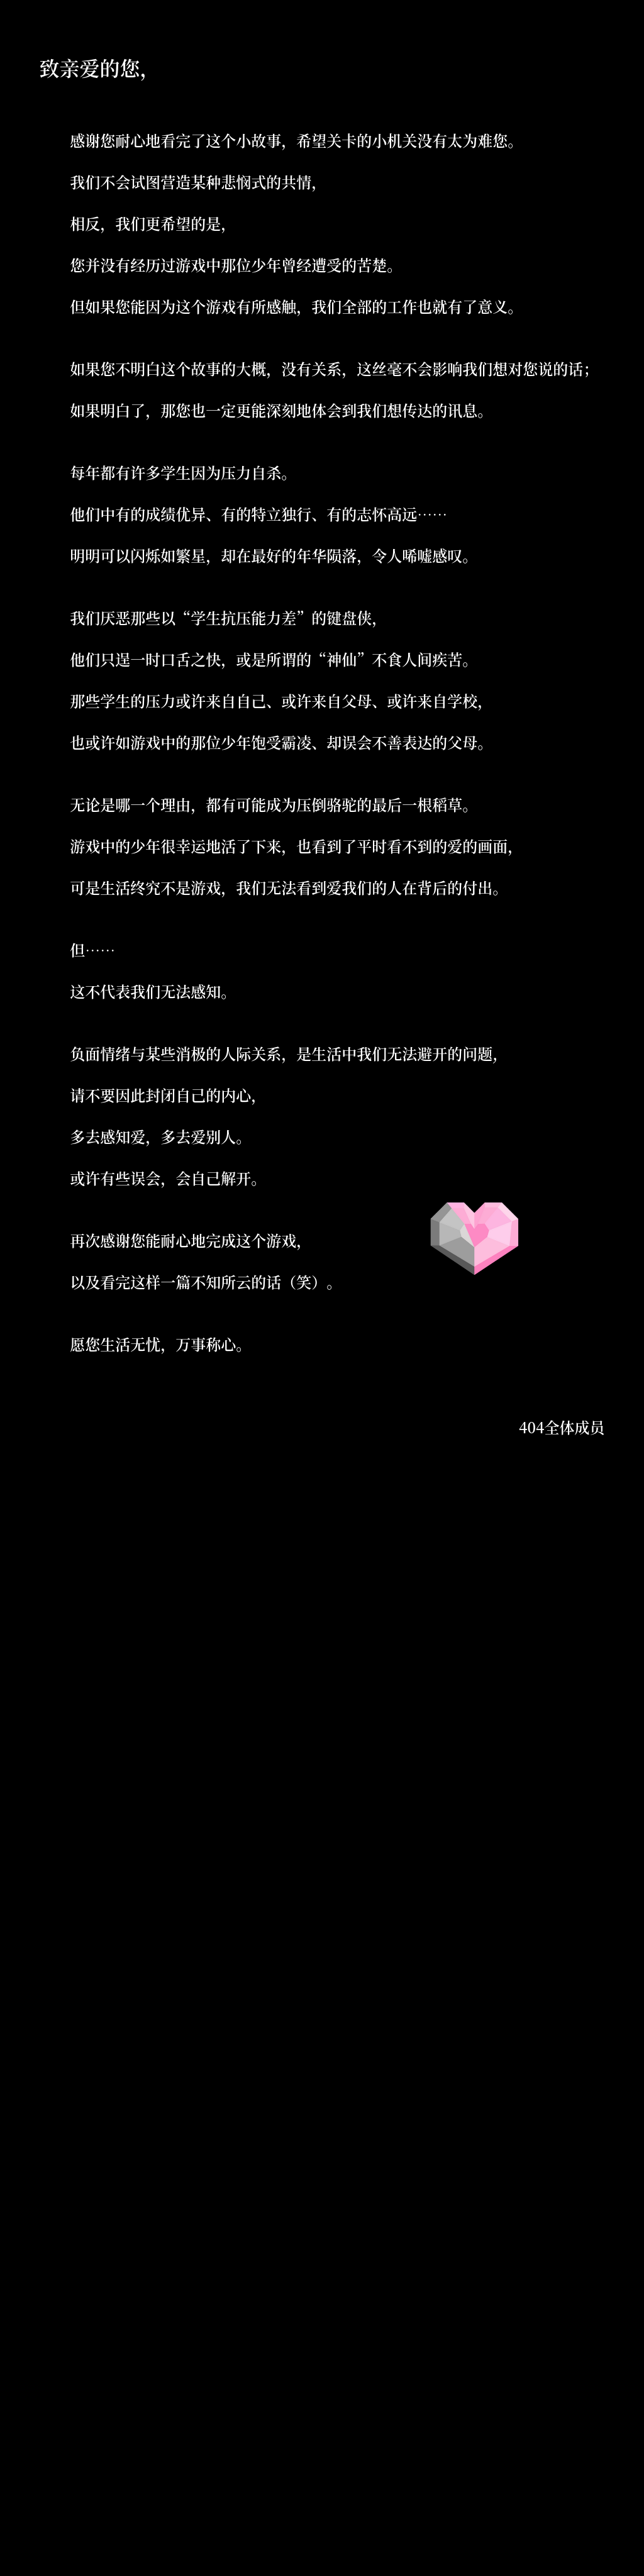 致亲爱的您，
感谢您耐心地看完了这个小故事，希望关卡的小机关没有太为难您。
我们不会试图营造某种悲悯式的共情，
相反，我们更希望的是，
您并没有经历过游戏中那位少年曾经遭受的苦楚。
但如果您能因为这个游戏有所感触，我们全部的工作也就有了意义。
如果您不明白这个故事的大概，没有关系，这丝毫不会影响我们想对您说的话；
如果明白了，那您也一定更能深刻地体会到我们想传达的讯息。
每年都有许多学生因为压力自杀。
他们中有的成绩优异、有的特立独行、有的志怀高远……
明明可以闪烁如繁星，却在最好的年华陨落，令人唏嘘感叹。
我们厌恶那些以“学生抗压能力差”的键盘侠，
他们只逞一时口舌之快，或是所谓的“神仙”不食人间疾苦。
那些学生的压力或许来自自己、或许来自父母、或许来自学校，
也或许如游戏中的那位少年饱受霸凌、却误会不善表达的父母。
无论是哪一个理由，都有可能成为压倒骆驼的最后一根稻草。
游戏中的少年很幸运地活了下来，也看到了平时看不到的爱的画面，
可是生活终究不是游戏，我们无法看到爱我们的人在背后的付出。
但……
这不代表我们无法感知。
负面情绪与某些消极的人际关系，是生活中我们无法避开的问题，
请不要因此封闭自己的内心，
多去感知爱，多去爱别人。
或许有些误会，会自己解开。
再次感谢您能耐心地完成这个游戏，
以及看完这样一篇不知所云的话（笑）。
愿您生活无忧，万事称心。
404全体成员